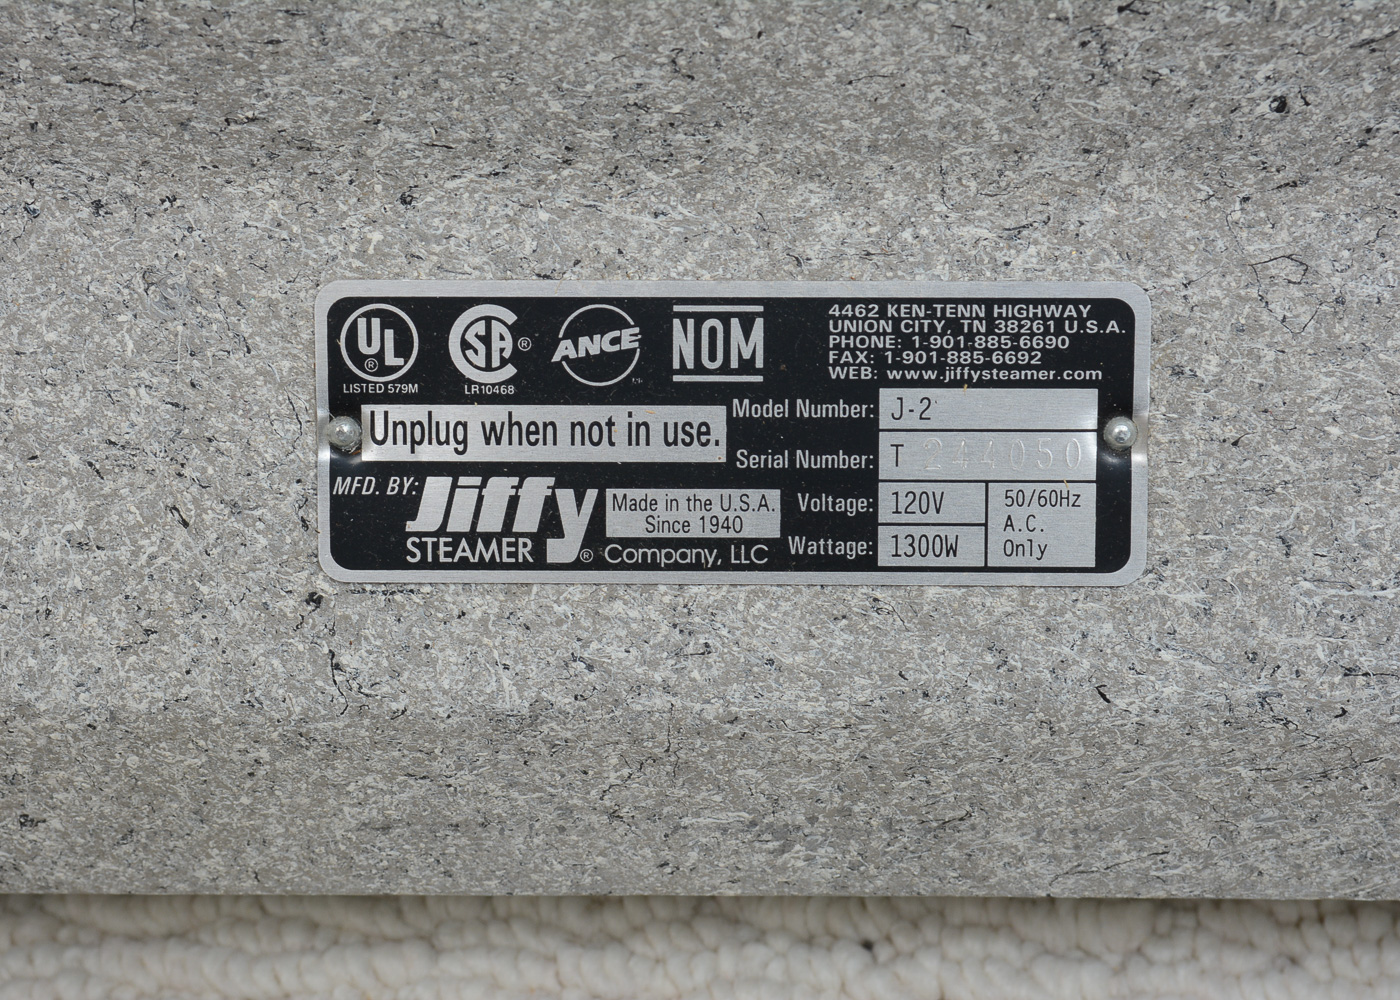 UL
®
LISTED 579M
SA ®
LR10468
ANCE
NOM
4462 KEN-TENN HIGHWAY
UNION CITY, TN 38261 U.S.A.
PHONE: 1-901-885-6690
FAX: 1-901-885-6692
WEB: www.jiffysteamer.com
Unplug when not in use.
Model Number: J-2
Serial Number: T 244050
MFD. BY: Jiffy
STEAMER ® Company, LLC
Made in the U.S.A.
Since 1940
Voltage: 120V
Wattage: 1300W
50/60Hz
A.C.
Only